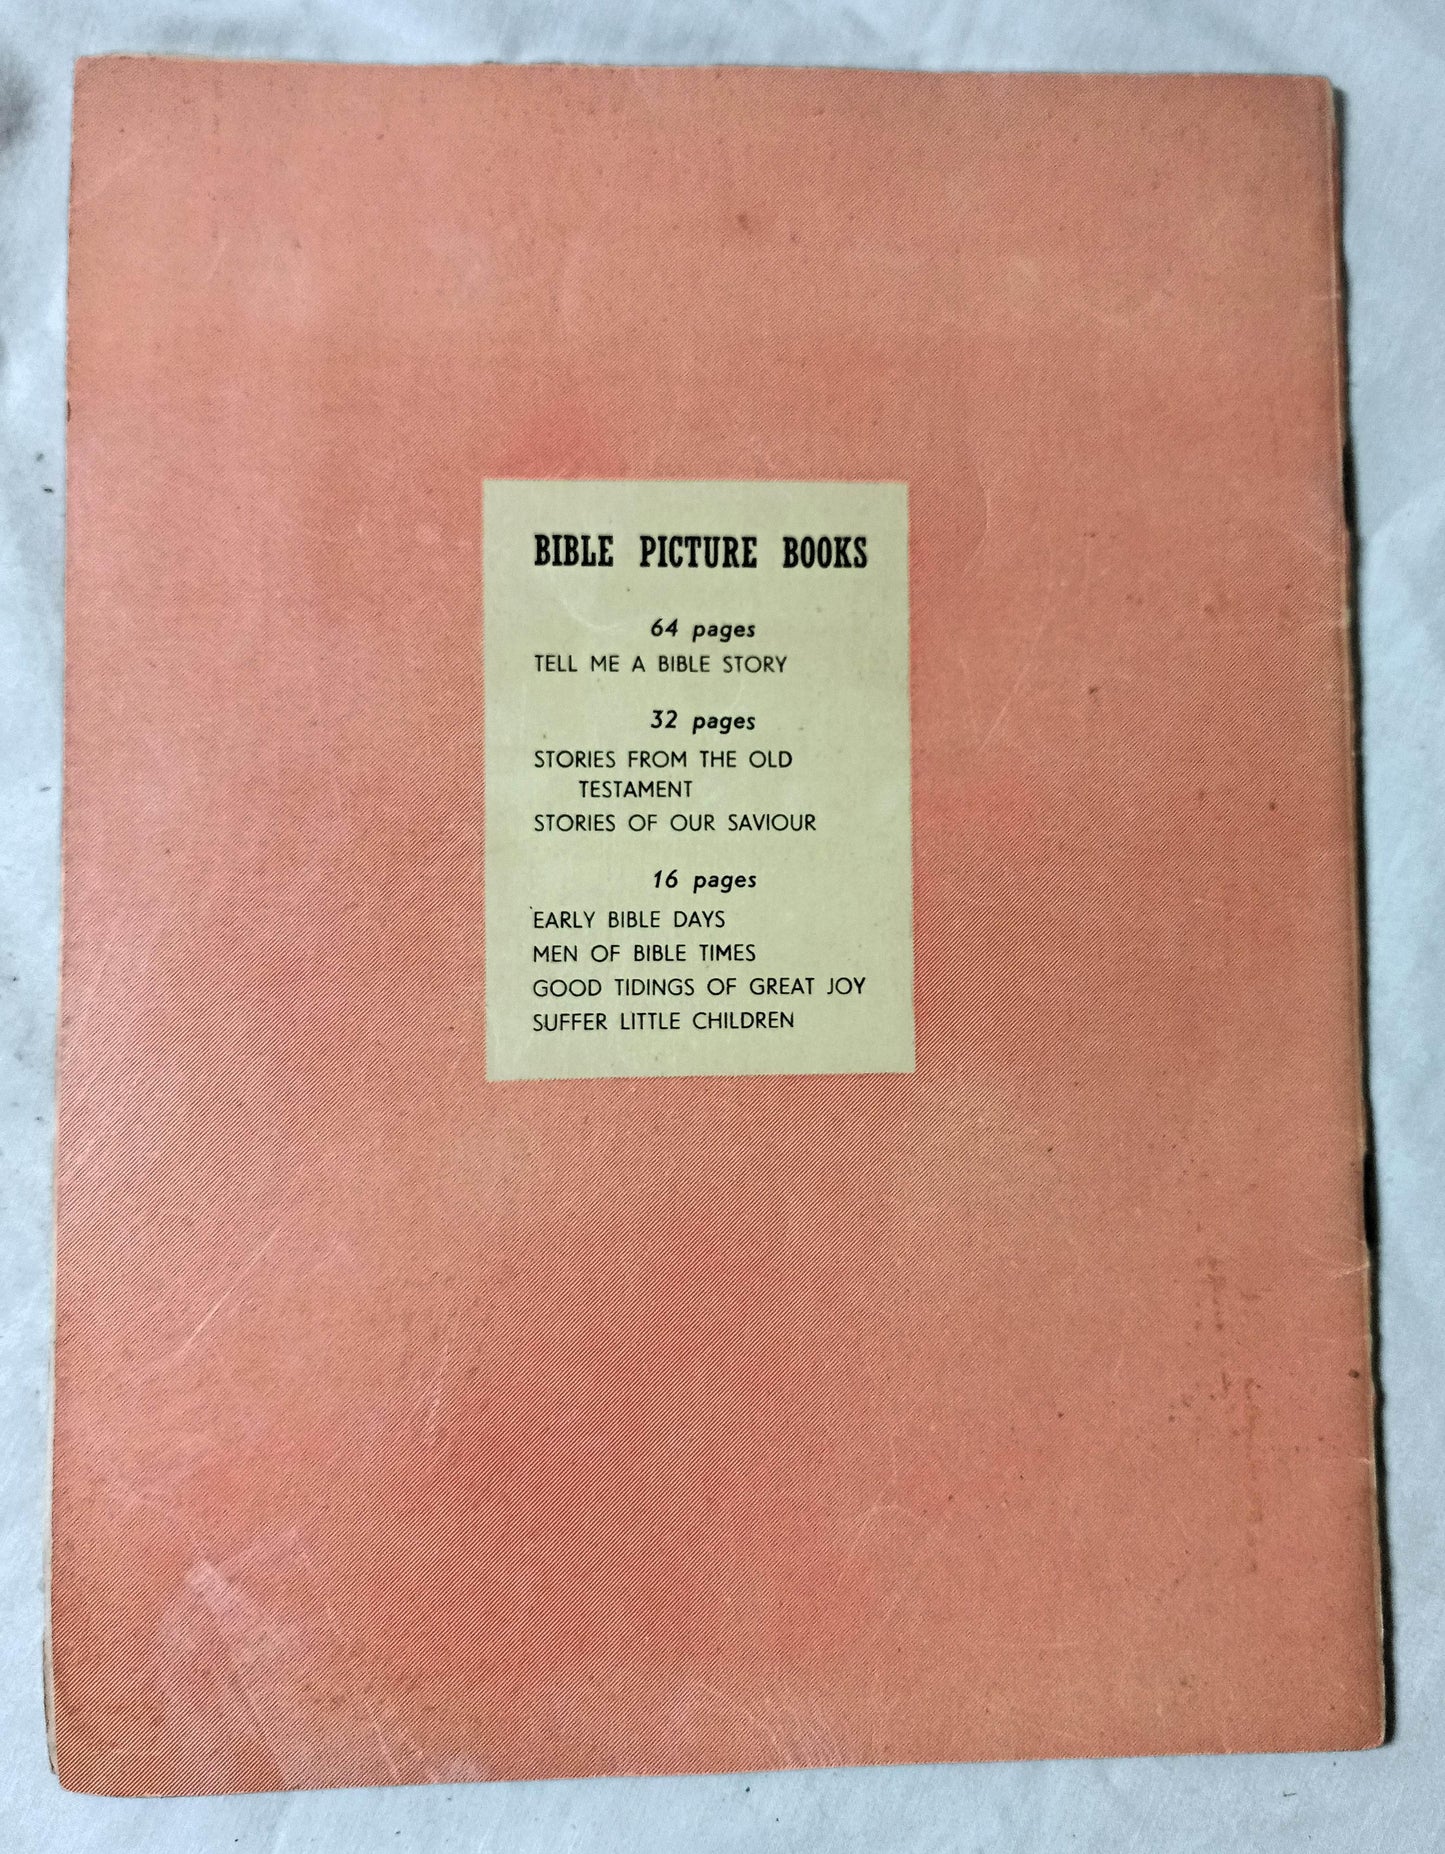 BIBLE PICTURE BOOKS
64 pages
TELL ME A BIBLE STORY
32 pages
STORIES FROM THE OLD
TESTAMENT
STORIES OF OUR SAVIOUR
16 pages
EARLY BIBLE DAYS
MEN OF BIBLE TIMES
GOOD TIDINGS OF GREAT JOY
SUFFER LITTLE CHILDREN